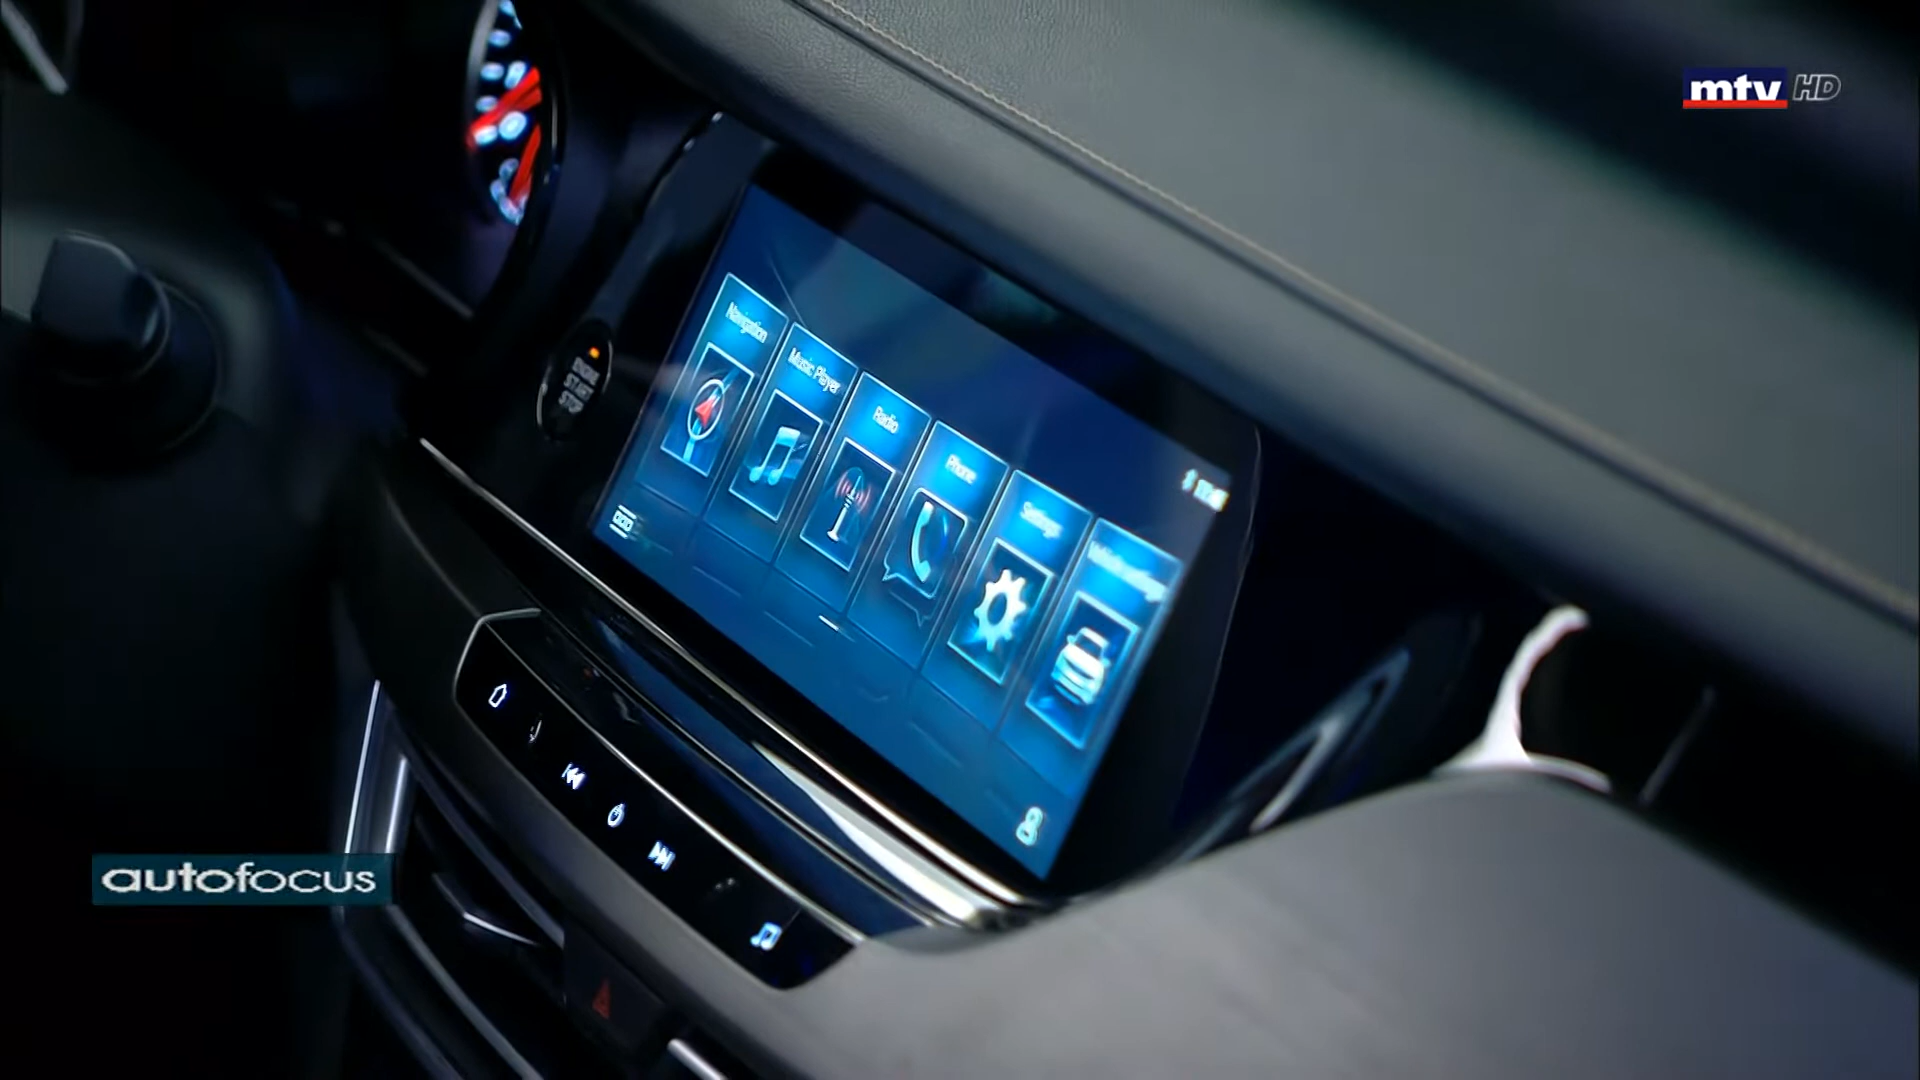 mtv HD
Navigation
Music Player
Radio
Phone
Settings
ENGINE
START
STOP
autofocus